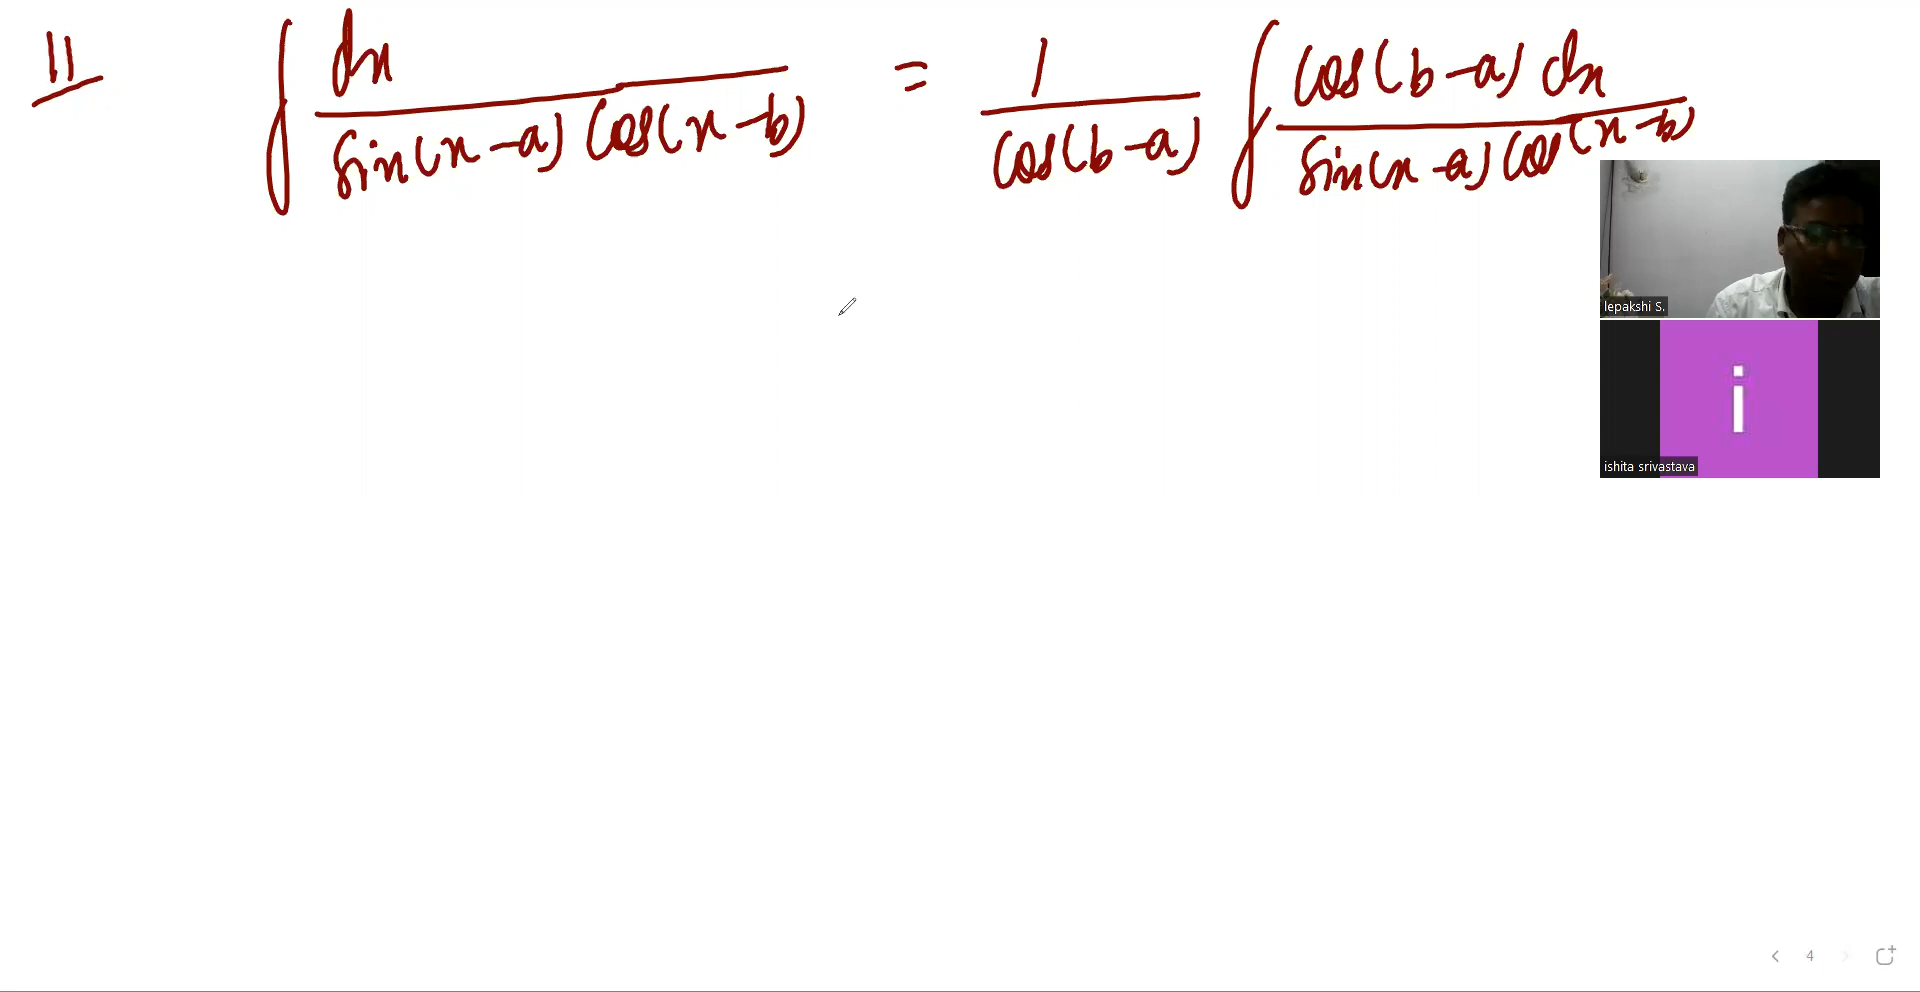 11 ∫ dx / sin(x-a) cos(x-b) = 1 / cos(b-a) ∫ cos(b-a) dx / sin(x-a) cos(x-b)
lepakshi S.
i
ishita srivastava
4